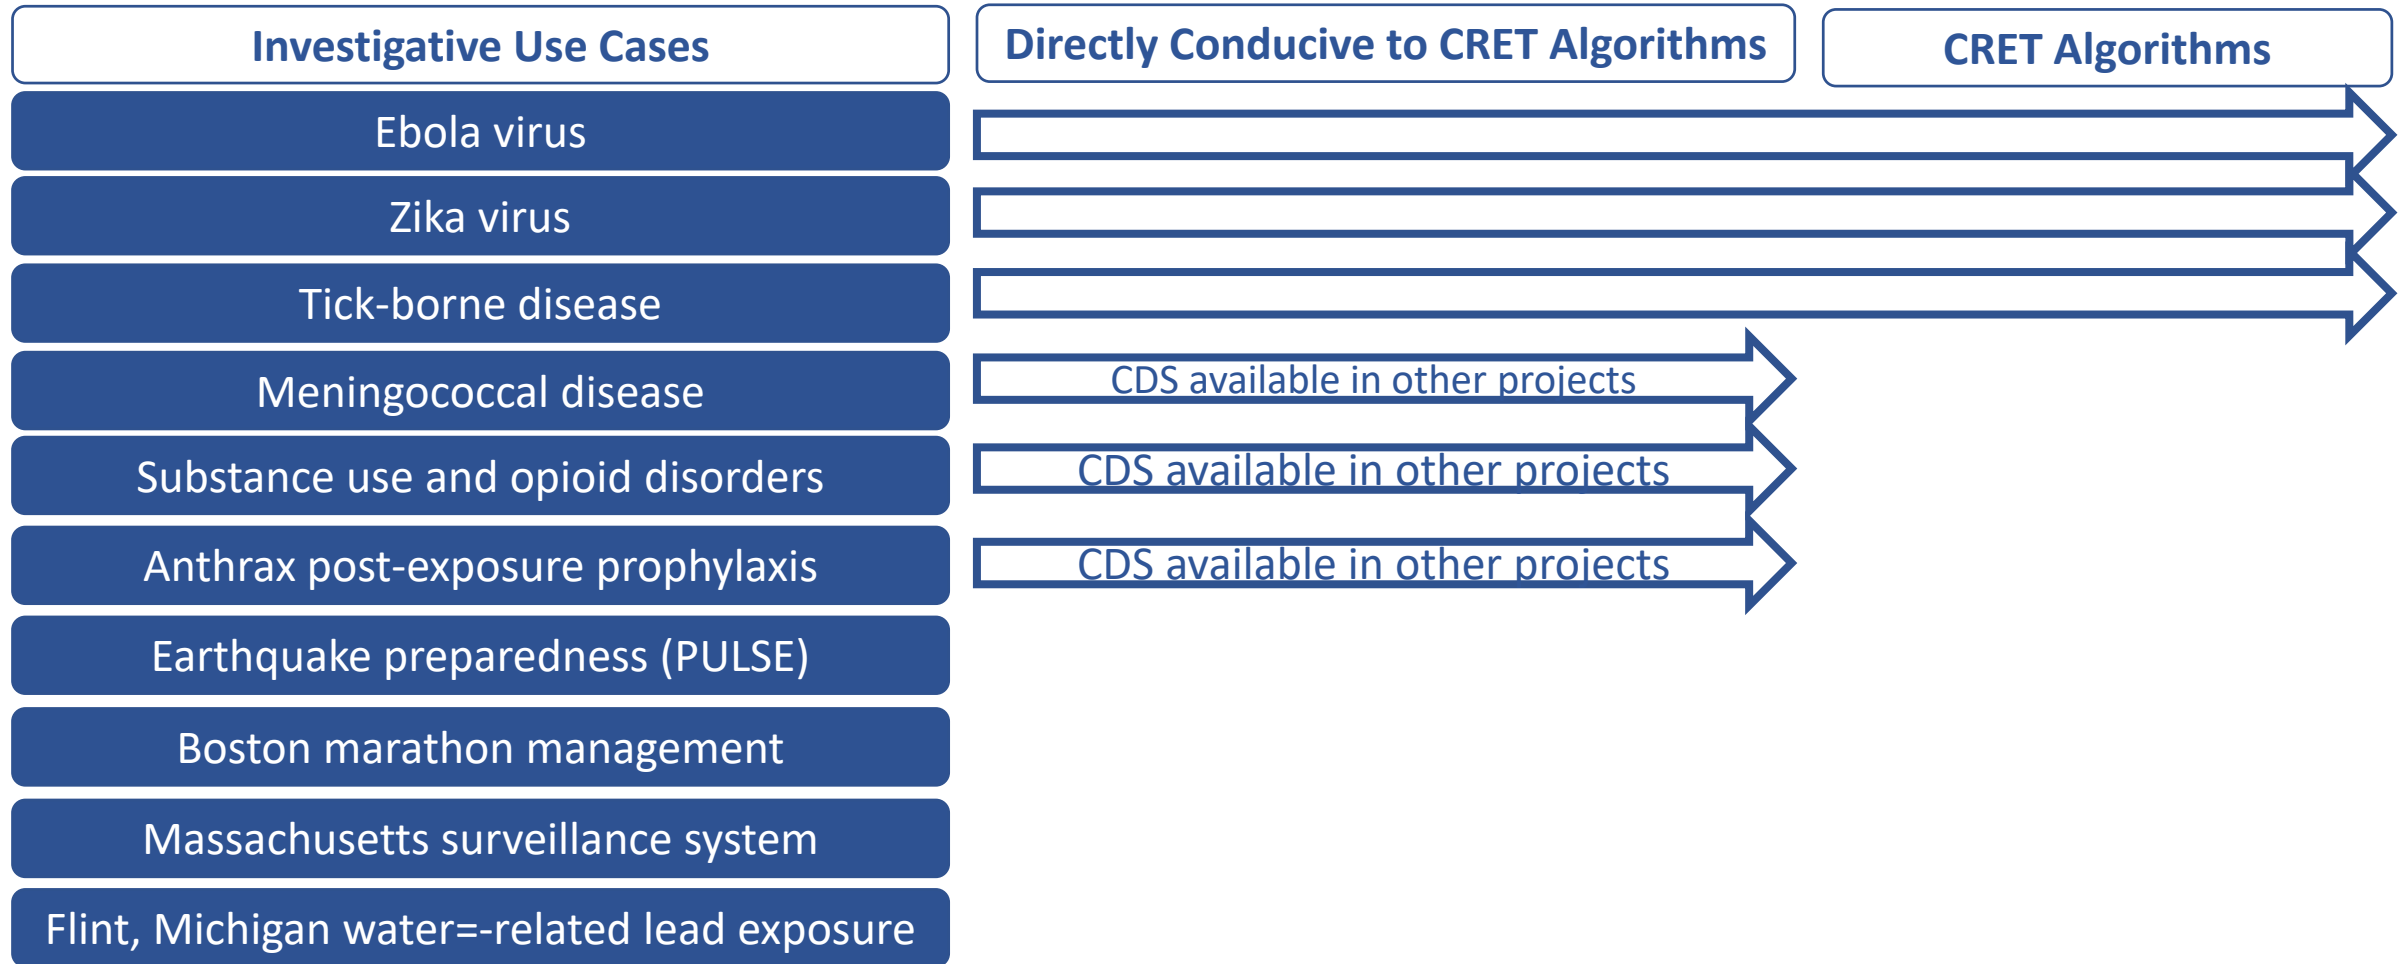 Investigative Use Cases
Directly Conducive to CRET Algorithms
CRET Algorithms
Ebola virus
Zika virus
Tick-borne disease
Meningococcal disease
CDS available in other projects
Substance use and opioid disorders
CDS available in other projects
Anthrax post-exposure prophylaxis
CDS available in other projects
Earthquake preparedness (PULSE)
Boston marathon management
Massachusetts surveillance system
Flint, Michigan water=-related lead exposure